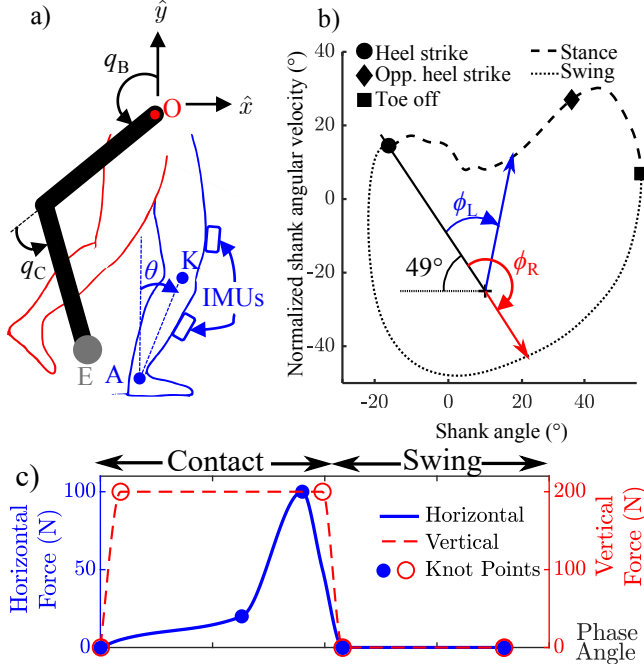 a)
ŷ
q_B
O
x̂
K
θ
q_C
IMUs
E
A
b)
Heel strike
Opp. heel strike
Toe off
Stance
Swing
Normalized shank angular velocity (°)
40
20
0
-20
-40
ϕ_L
ϕ_R
49°
-20
0
20
40
Shank angle (°)
c)
Contact
Swing
Horizontal
Force (N)
100
50
0
Horizontal
Vertical
Knot Points
200
100
0
Vertical
Force (N)
Phase
Angle